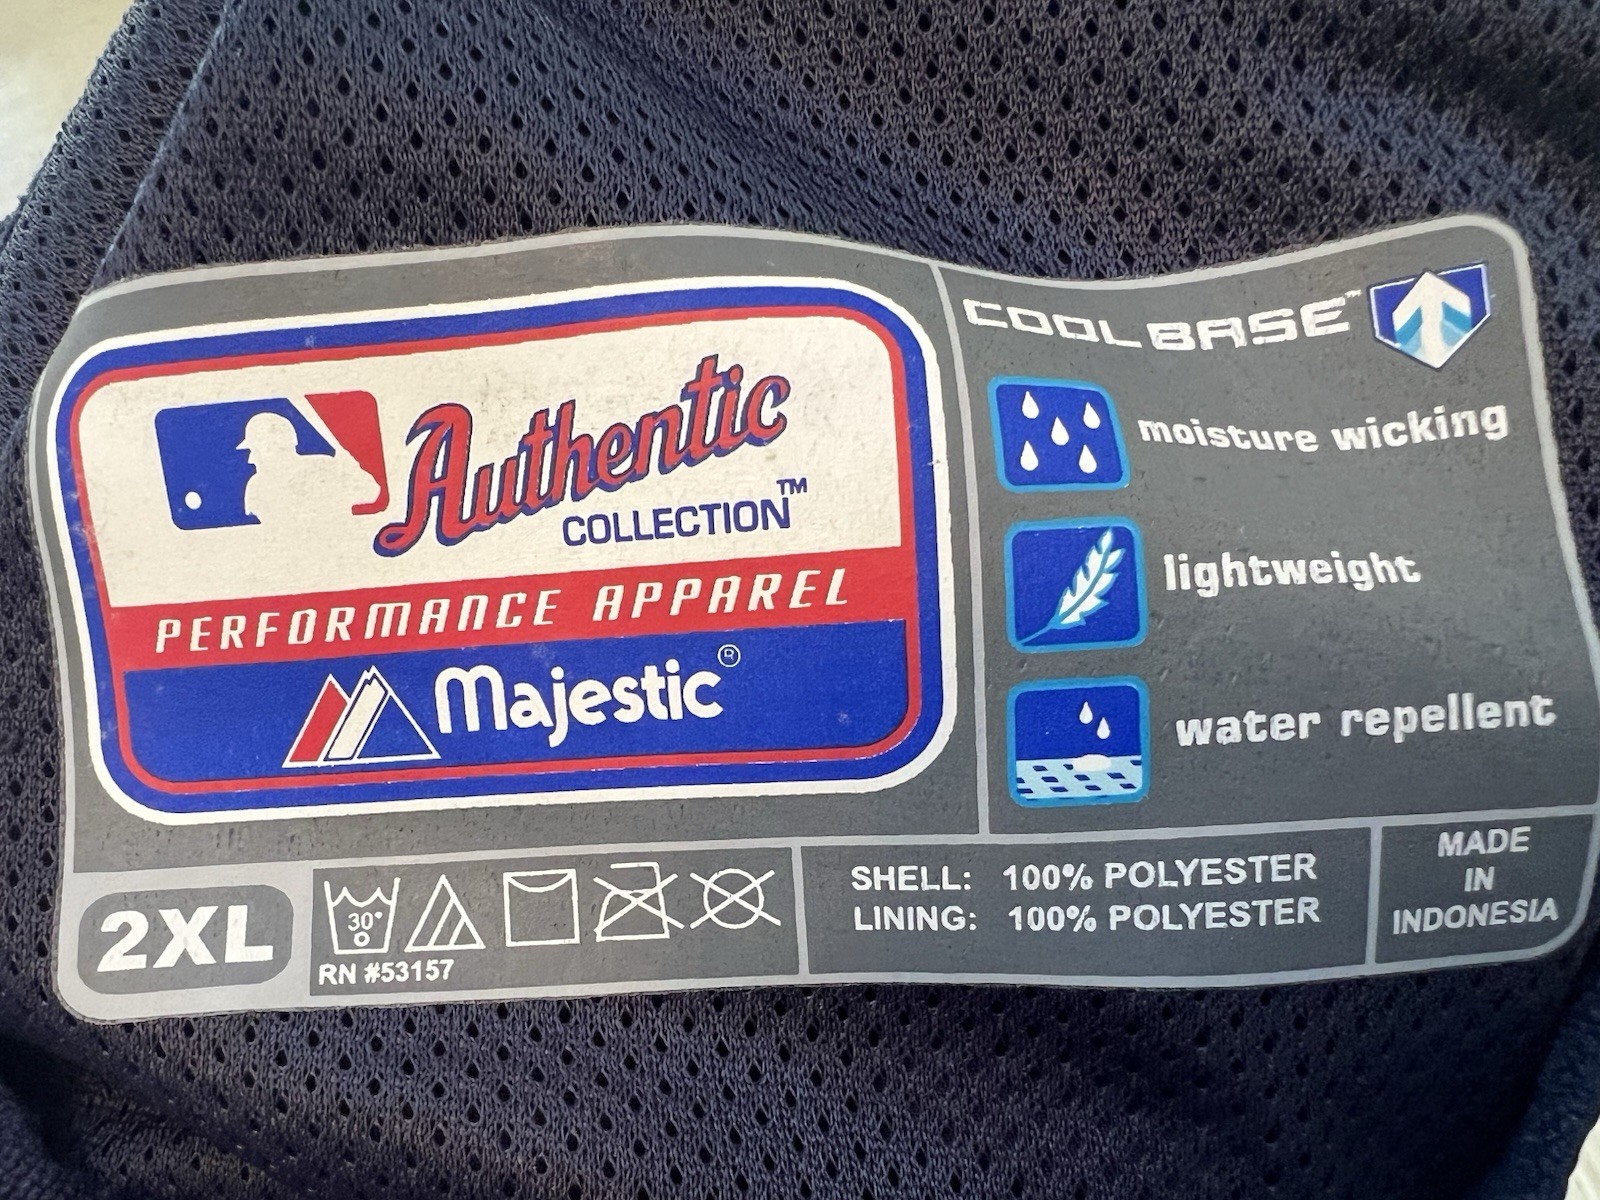 Authentic
COLLECTION™
PERFORMANCE APPAREL
Majestic®
COOLBASE™
moisture wicking
lightweight
water repellent
2XL
30°
RN #53157
SHELL: 100% POLYESTER
LINING: 100% POLYESTER
MADE
IN
INDONESIA